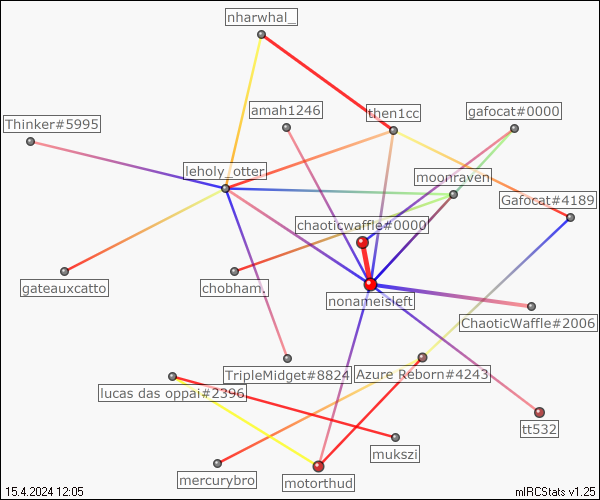 nharwhal_
amah1246
then1cc
gafocat#0000
Thinker#5995
leholy_otter
moonraven
Gafocat#4189
chaoticwaffle#0000
gateauxcatto
chobham.
nonameisleft
ChaoticWaffle#2006
TripleMidget#8824
Azure Reborn#4243
lucas das oppai#2396
tt532
mukszi
mercurybro
motorthud
15.4.2024 12:05
mIRCStats v1.25